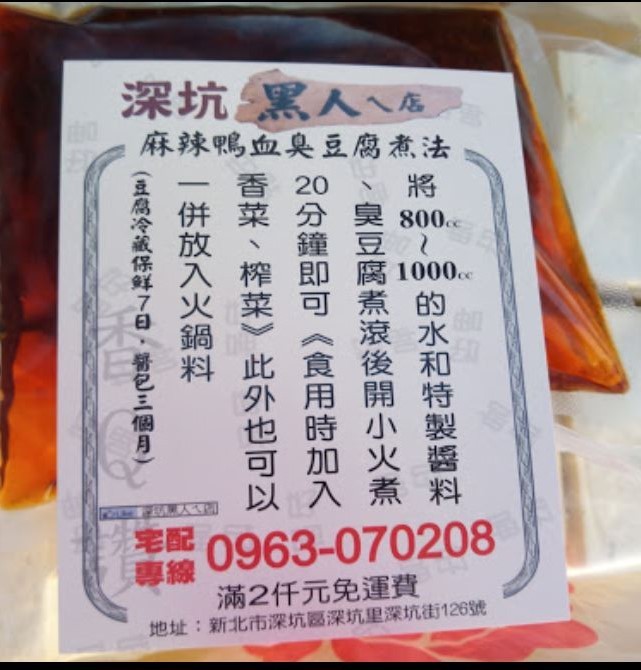 深坑 黑人ㄟ店
麻辣鴨血臭豆腐煮法
將800cc~1000cc的水和特製醬料
、臭豆腐煮滾後開小火煮
20分鐘即可《食用時加入
香菜、榨菜》此外也可以
一併放入火鍋料
(豆腐冷藏保鮮7日，醬包三個月)
深坑黑人ㄟ店
宅配專線 0963-070208
滿2仟元免運費
地址：新北市深坑區深坑里深坑街126號